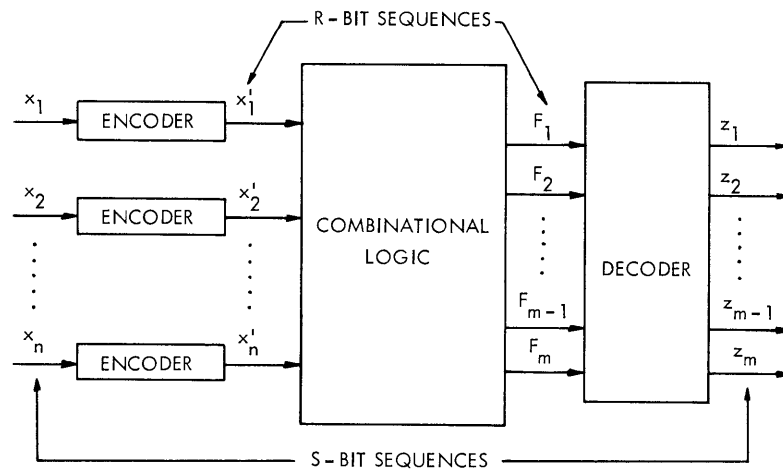 R-BIT SEQUENCES
x1 ENCODER x'1
F1 z1
x2 ENCODER x'2
F2 z2
COMBINATIONAL
LOGIC
DECODER
Fm-1 zm-1
xn ENCODER x'n
Fm zm
S-BIT SEQUENCES